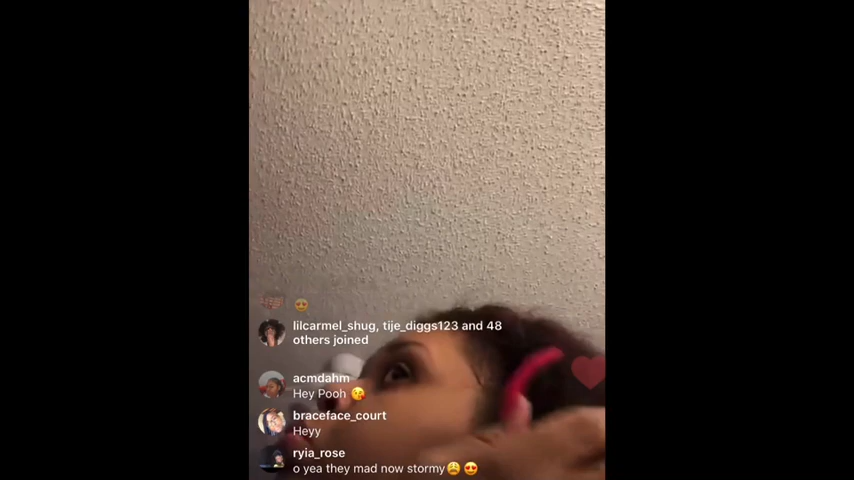 😍
lilcarmel_shug, tije_diggs123 and 48
others joined
acmdahm
Hey Pooh 😘
braceface_court
Heyy
ryia_rose
o yea they mad now stormy😩😍